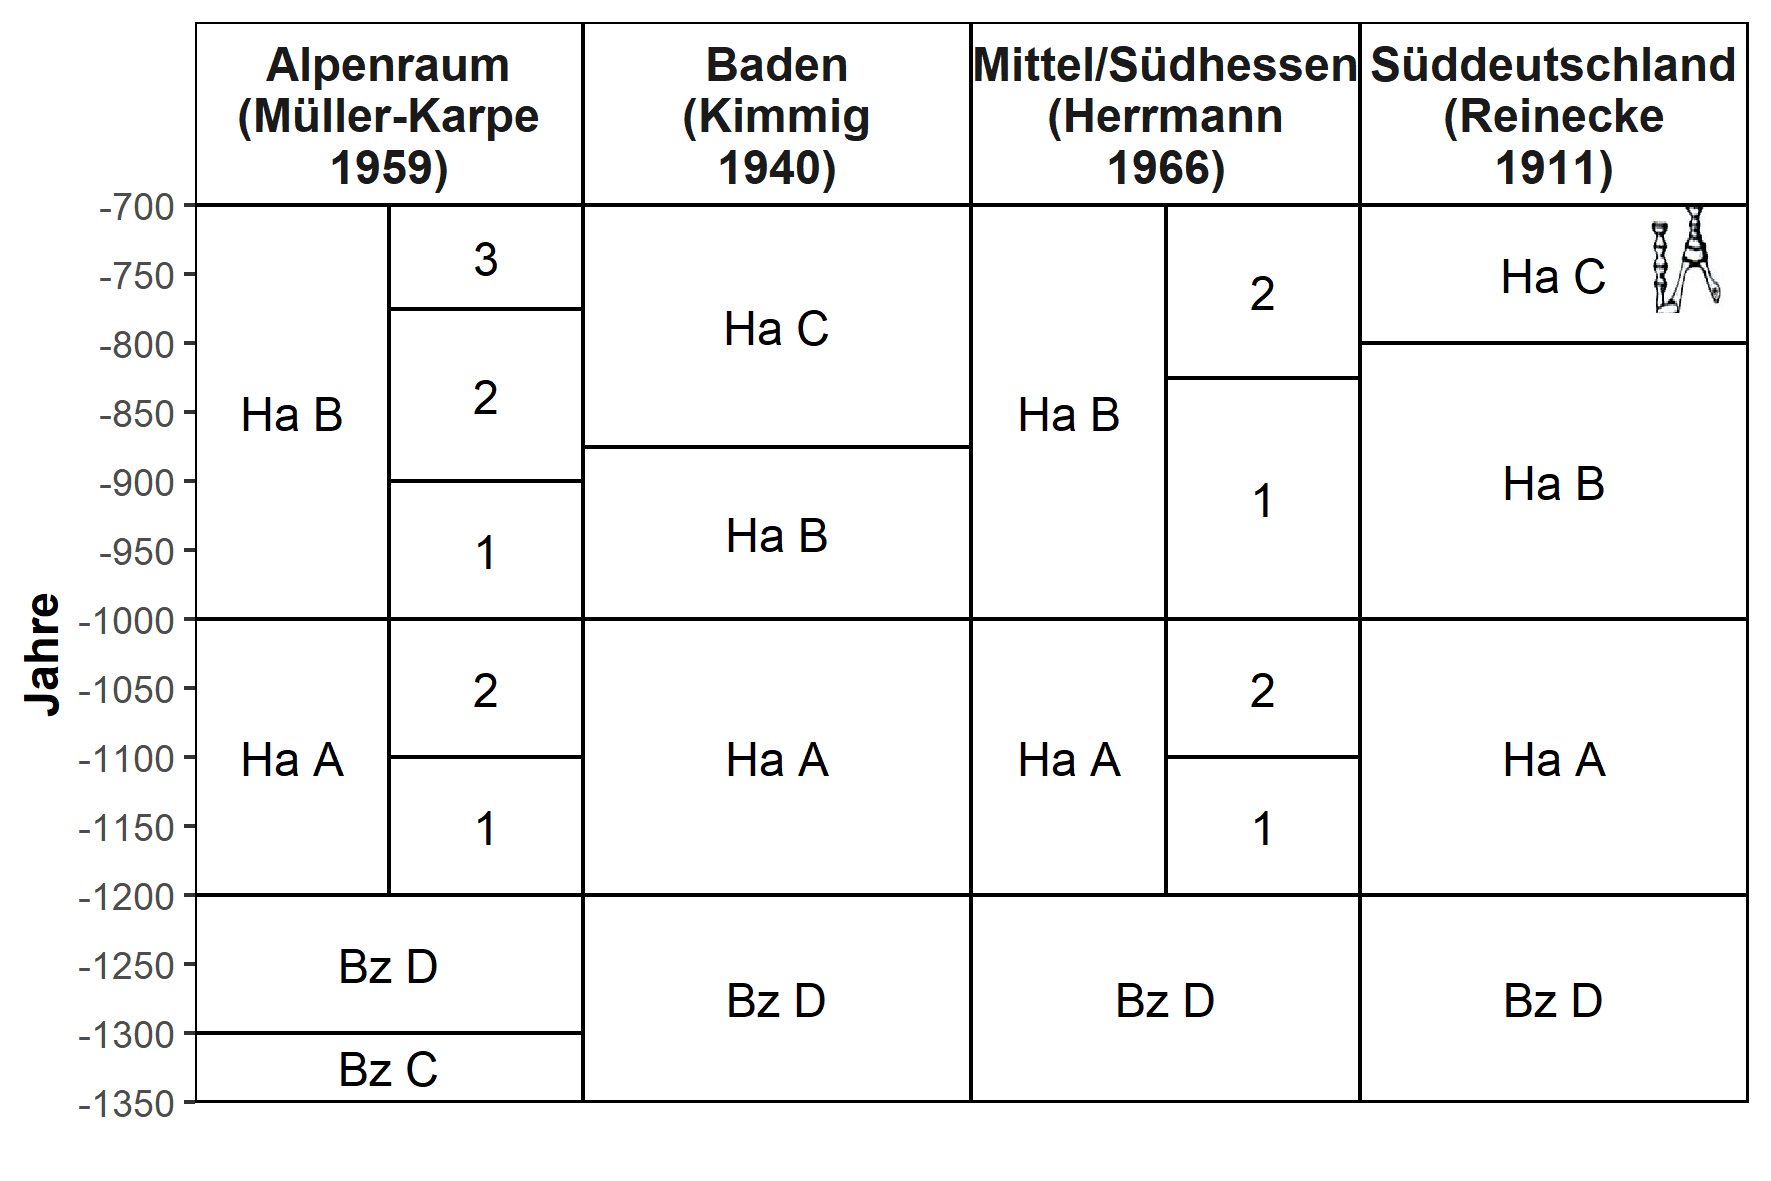 Alpenraum
(Müller-Karpe
1959)
Baden
(Kimmig
1940)
Mittel/Südhessen
(Herrmann
1966)
Süddeutschland
(Reinecke
1911)
Jahre
-700
-750
-800
-850
-900
-950
-1000
-1050
-1100
-1150
-1200
-1250
-1300
-1350
Ha B
3
2
1
Ha A
2
1
Bz D
Bz C
Ha C
Ha B
Ha A
Bz D
Ha B
2
1
Ha A
2
1
Bz D
Ha C
Ha B
Ha A
Bz D